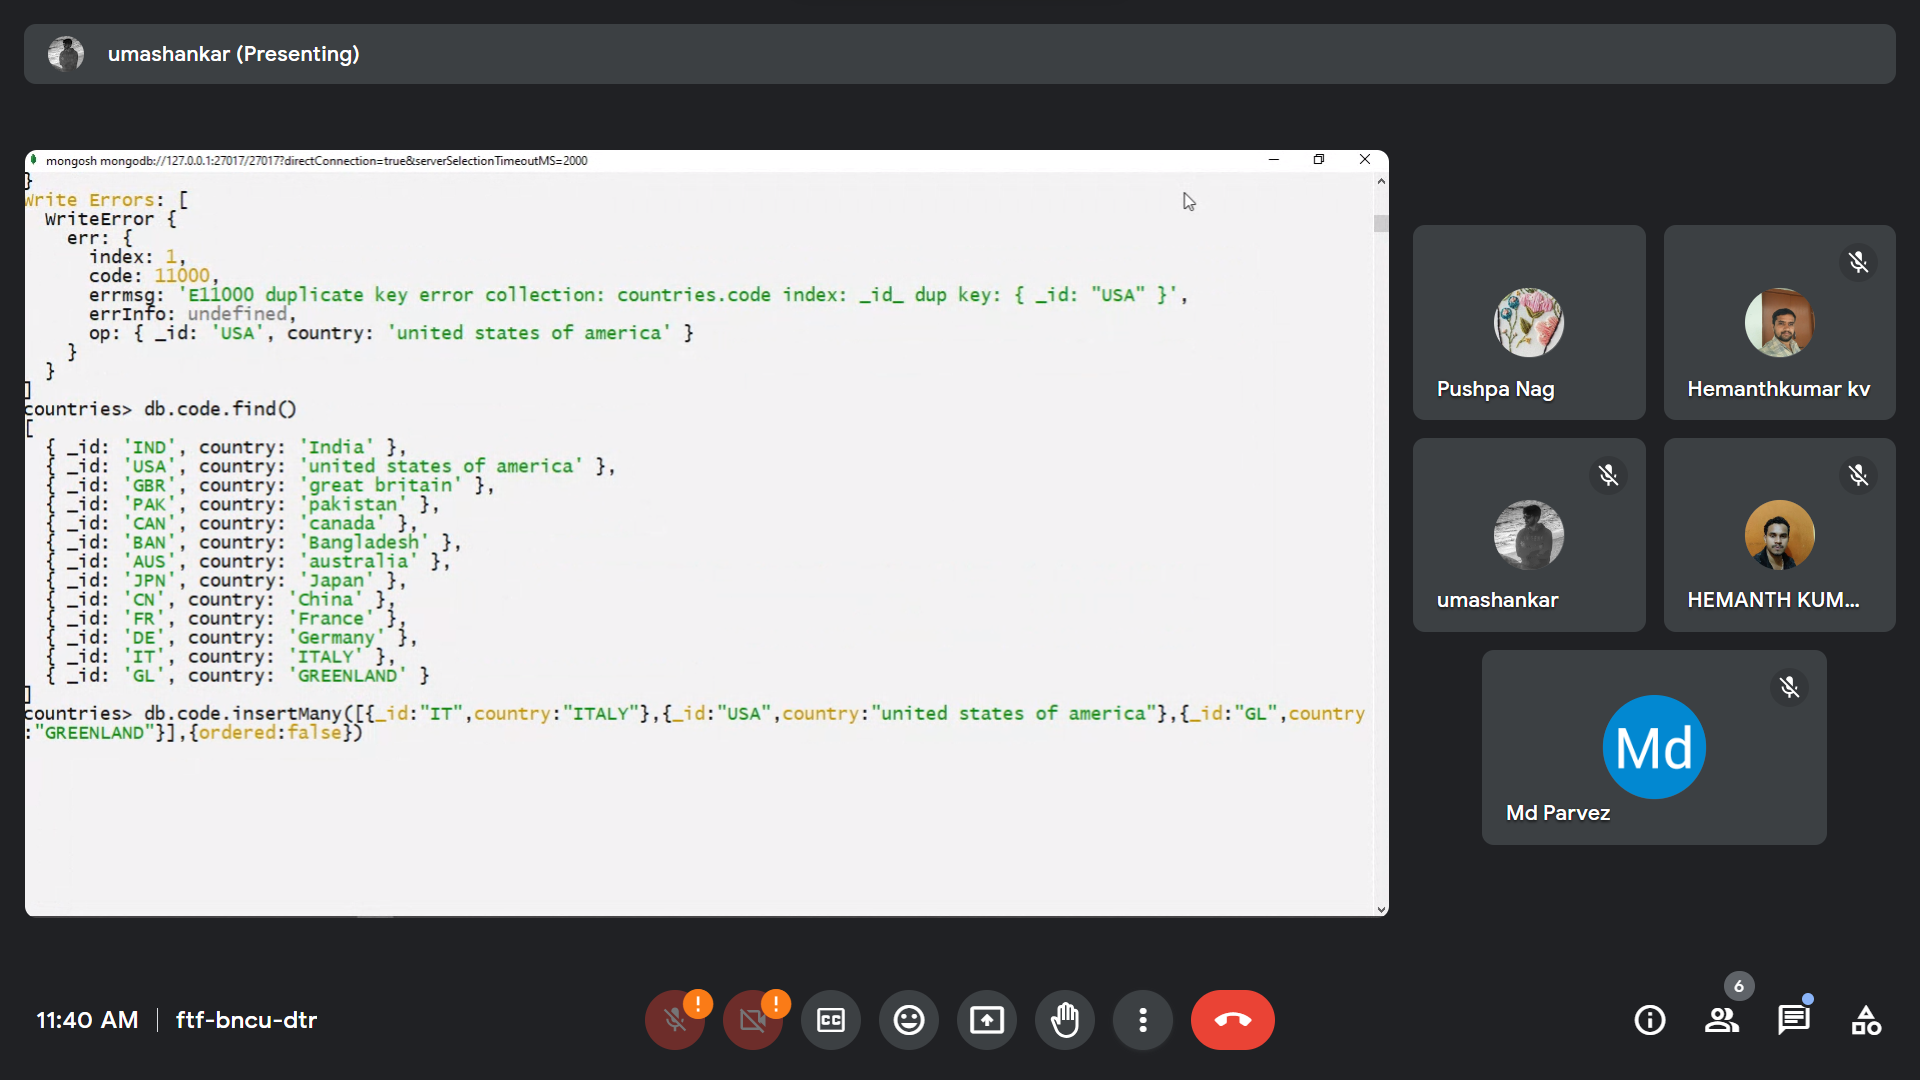 umashankar (Presenting)
mongosh mongodb://127.0.0.1:27017/27017?directConnection=true&serverSelectionTimeoutMS=2000
}
Write Errors: [
WriteError {
err: {
index: 1,
code: 11000,
errmsg: 'E11000 duplicate key error collection: countries.code index: _id_ dup key: { _id: "USA" }',
errInfo: undefined,
op: { _id: 'USA', country: 'united states of america' }
}
}
]
countries> db.code.find()
[
{ _id: 'IND', country: 'India' },
{ _id: 'USA', country: 'united states of america' },
{ _id: 'GBR', country: 'great britain' },
{ _id: 'PAK', country: 'pakistan' },
{ _id: 'CAN', country: 'canada' },
{ _id: 'BAN', country: 'Bangladesh' },
{ _id: 'AUS', country: 'australia' },
{ _id: 'JPN', country: 'Japan' },
{ _id: 'CN', country: 'China' },
{ _id: 'FR', country: 'France' },
{ _id: 'DE', country: 'Germany' },
{ _id: 'IT', country: 'ITALY' },
{ _id: 'GL', country: 'GREENLAND' }
]
countries> db.code.insertMany([{_id:"IT",country:"ITALY"},{_id:"USA",country:"united states of america"},{_id:"GL",country
:"GREENLAND"}],{ordered:false})
Pushpa Nag
Hemanthkumar kv
umashankar
HEMANTH KUM...
Md
Md Parvez
11:40 AM | ftf-bncu-dtr
!
!
CC
6